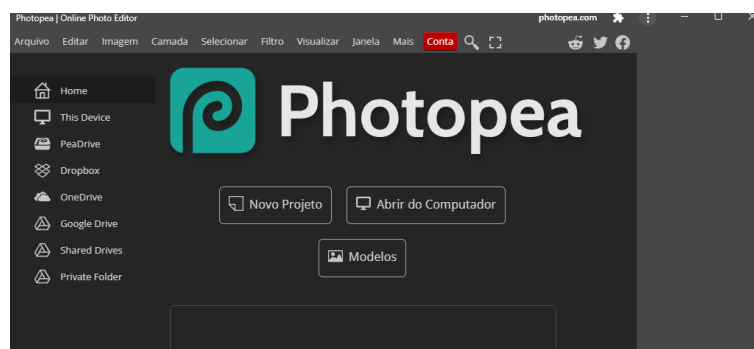 Photopea | Online Photo Editor photopea.com
Arquivo Editar Imagem Camada Selecionar Filtro Visualizar Janela Mais Conta
Home
This Device
PeaDrive
Dropbox
OneDrive
Google Drive
Shared Drives
Private Folder
Photopea
Novo Projeto Abrir do Computador
Modelos